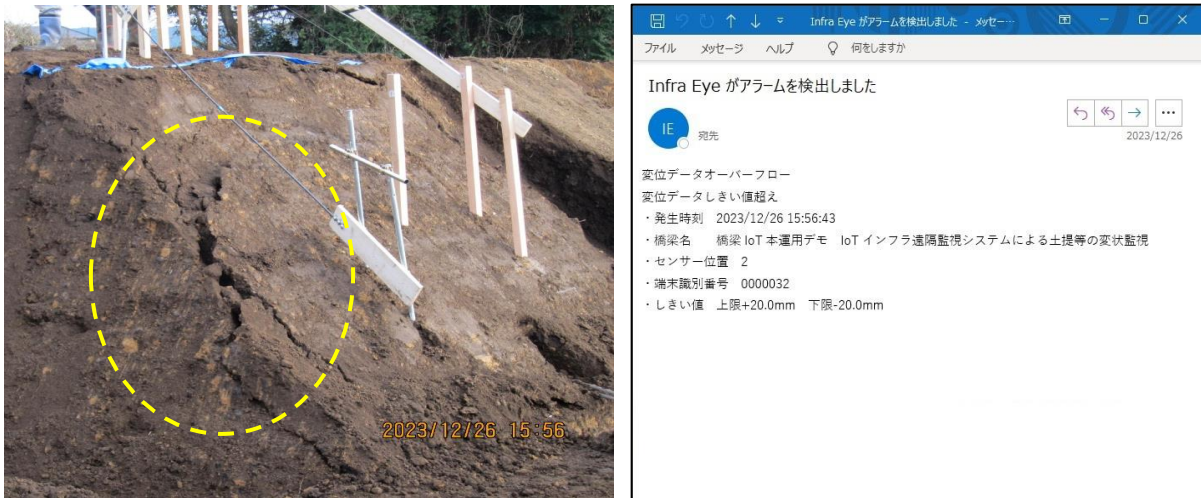 2023/12/26 15:56
Infra Eye がアラームを検出しました - メッセー…
ファイル メッセージ ヘルプ 何をしますか
Infra Eye がアラームを検出しました
IE
宛先
2023/12/26
変位データオーバーフロー
変位データしきい値超え
・発生時刻 2023/12/26 15:56:43
・橋梁名 橋梁 IoT 本運用デモ IoT インフラ遠隔監視システムによる土提等の変状監視
・センサー位置 2
・端末識別番号 0000032
・しきい値 上限+20.0mm 下限-20.0mm